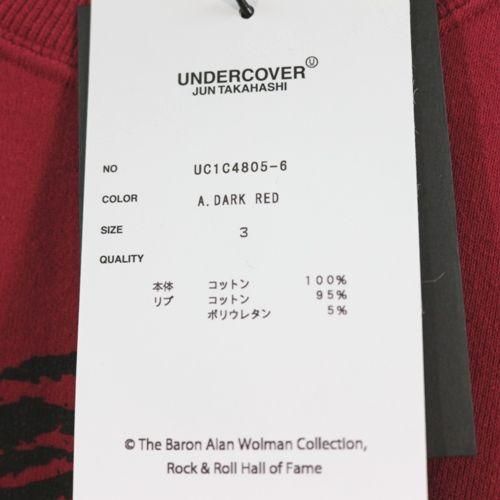 UNDERCOVER Ⓤ
JUN TAKAHASHI
NO UC1C4805-6
COLOR A.DARK RED
SIZE 3
QUALITY
本体 コットン 100%
リブ コットン 95%
ポリウレタン 5%
© The Baron Alan Wolman Collection,
Rock & Roll Hall of Fame